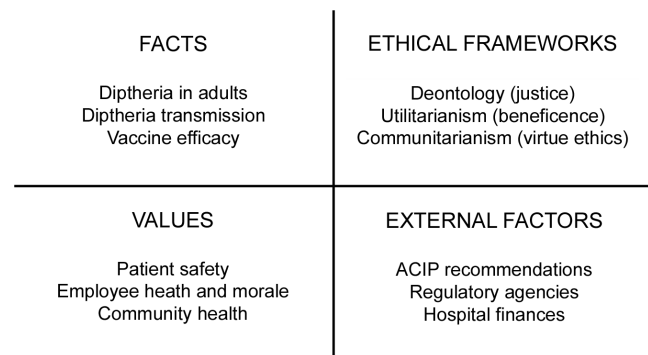 FACTS
Diptheria in adults
Diptheria transmission
Vaccine efficacy
ETHICAL FRAMEWORKS
Deontology (justice)
Utilitarianism (beneficence)
Communitarianism (virtue ethics)
VALUES
Patient safety
Employee heath and morale
Community health
EXTERNAL FACTORS
ACIP recommendations
Regulatory agencies
Hospital finances